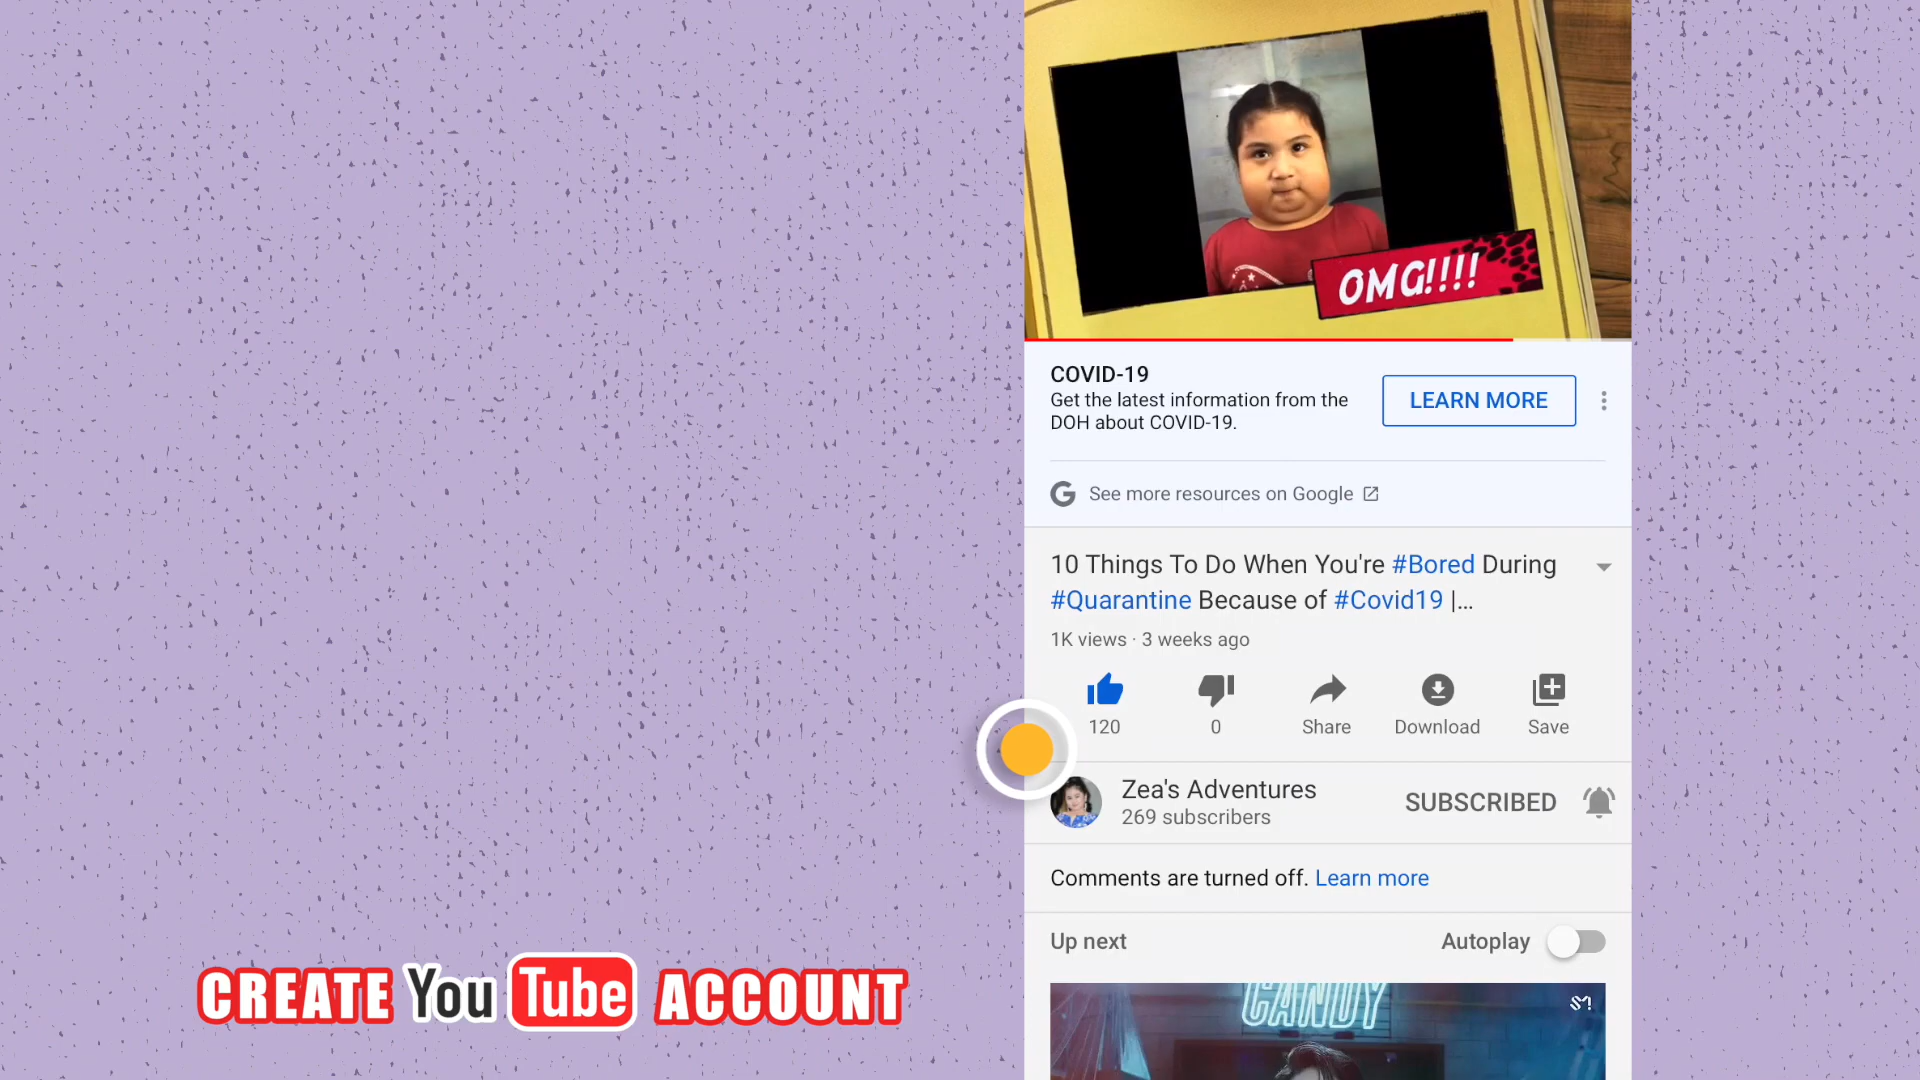 OMG!!!!
COVID-19
Get the latest information from the
DOH about COVID-19.
LEARN MORE
See more resources on Google
10 Things To Do When You're #Bored During
#Quarantine Because of #Covid19 |...
1K views · 3 weeks ago
120
0
Share
Download
Save
Zea's Adventures
269 subscribers
SUBSCRIBED
Comments are turned off. Learn more
Up next
Autoplay
CANDY
SM
CREATE YouTube ACCOUNT